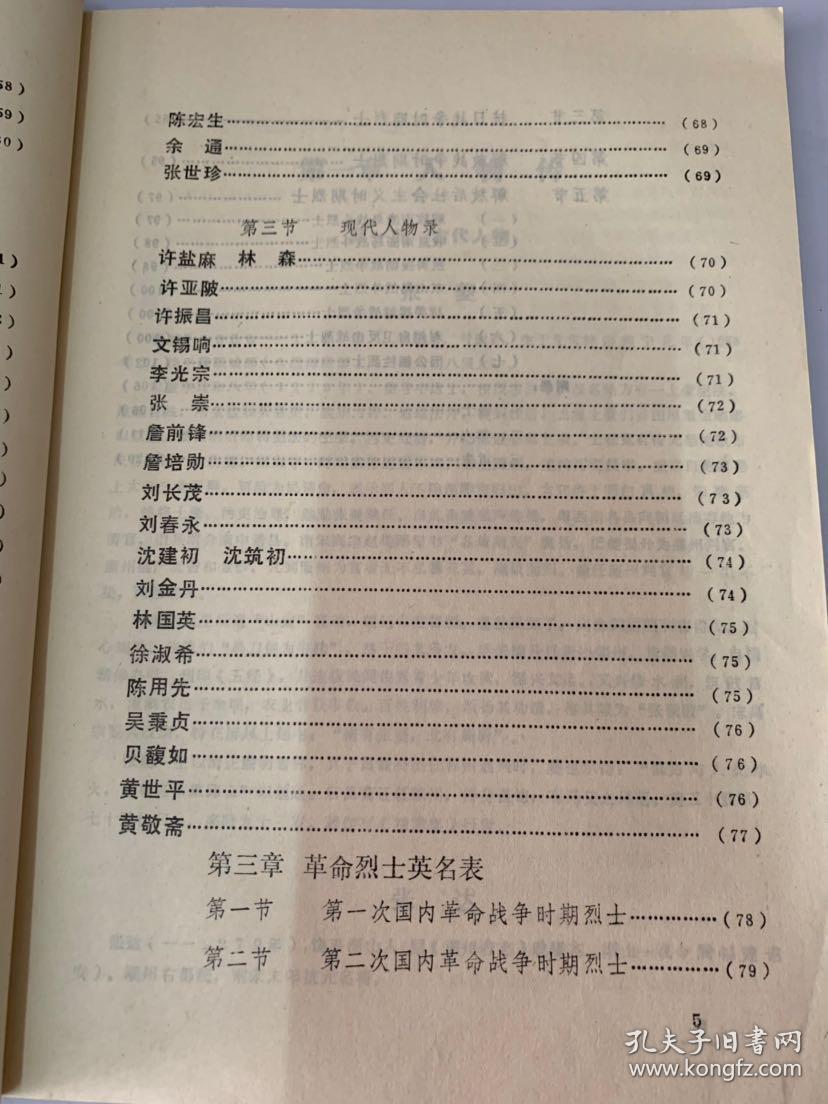 陈宏生……………………………………(68)
余　通……………………………………(69)
张世珍……………………………………(69)
第三节　现代人物录
许盐麻　林　森…………………………(70)
许亚陂……………………………………(70)
许振昌……………………………………(71)
文锡响……………………………………(71)
李光宗……………………………………(71)
张　崇……………………………………(72)
詹前锋……………………………………(72)
詹培勋……………………………………(73)
刘长茂……………………………………(73)
刘春永……………………………………(73)
沈建初　沈筑初…………………………(74)
刘金丹……………………………………(74)
林国英……………………………………(75)
徐淑希……………………………………(75)
陈用先……………………………………(75)
吴秉贞……………………………………(76)
贝馥如……………………………………(76)
黄世平……………………………………(76)
黄敬斋……………………………………(77)
第三章　革命烈士英名表
第一节　第一次国内革命战争时期烈士……………(78)
第二节　第二次国内革命战争时期烈士……………(79)
5
孔夫子旧书网
www.kongfz.com